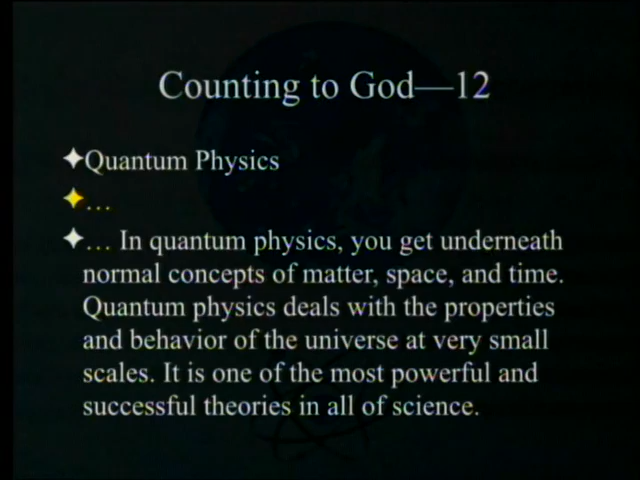 Counting to God—12
Quantum Physics
…
… In quantum physics, you get underneath
normal concepts of matter, space, and time.
Quantum physics deals with the properties
and behavior of the universe at very small
scales. It is one of the most powerful and
successful theories in all of science.